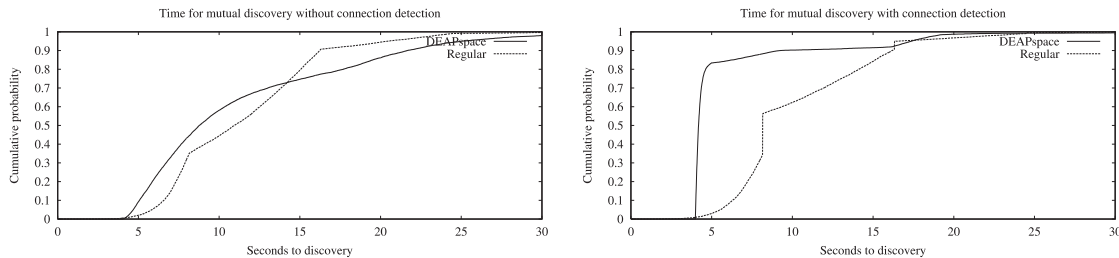 Time for mutual discovery without connection detection
1
0.9
0.8
0.7
0.6
0.5
0.4
0.3
0.2
0.1
0
Cumulative probability
DEAPspace
Regular
0 5 10 15 20 25 30
Seconds to discovery
Time for mutual discovery with connection detection
1
0.9
0.8
0.7
0.6
0.5
0.4
0.3
0.2
0.1
0
Cumulative probability
DEAPspace
Regular
0 5 10 15 20 25 30
Seconds to discovery